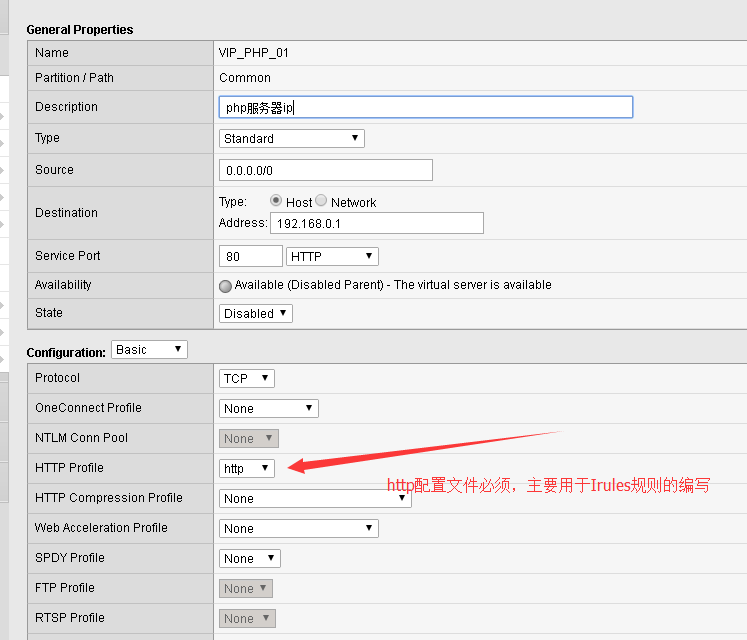 General Properties
Name VIP_PHP_01
Partition / Path Common
Description php服务器ip
Type Standard
Source 0.0.0.0/0
Destination Type: Host Network
Address: 192.168.0.1
Service Port 80 HTTP
Availability Available (Disabled Parent) - The virtual server is available
State Disabled
Configuration: Basic
Protocol TCP
OneConnect Profile None
NTLM Conn Pool None
HTTP Profile http
http配置文件必须，主要用于Irules规则的编写
HTTP Compression Profile None
Web Acceleration Profile None
SPDY Profile None
FTP Profile None
RTSP Profile None